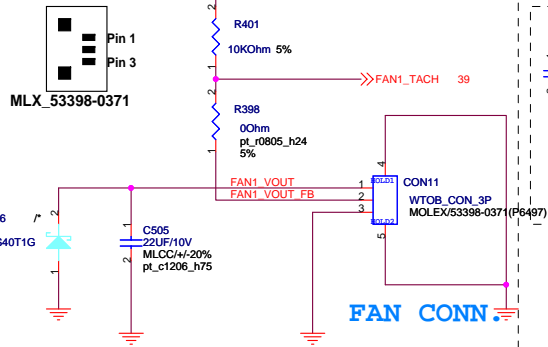 2
R401
10KOhm 5%
1
Pin 1
Pin 3
MLX_53398-0371
FAN1_TACH 39
2
R398
0Ohm
pt_r0805_h24
5%
1
4
FAN1_VOUT
FAN1_VOUT_FB
1
2
3
HOLD1
HOLD2
CON11
WTOB_CON_3P
MOLEX/53398-0371(P6497)
5
6
/*
S40T1G
2
1
1
2
C505
22UF/10V
MLCC/+/-20%
pt_c1206_h75
FAN CONN.